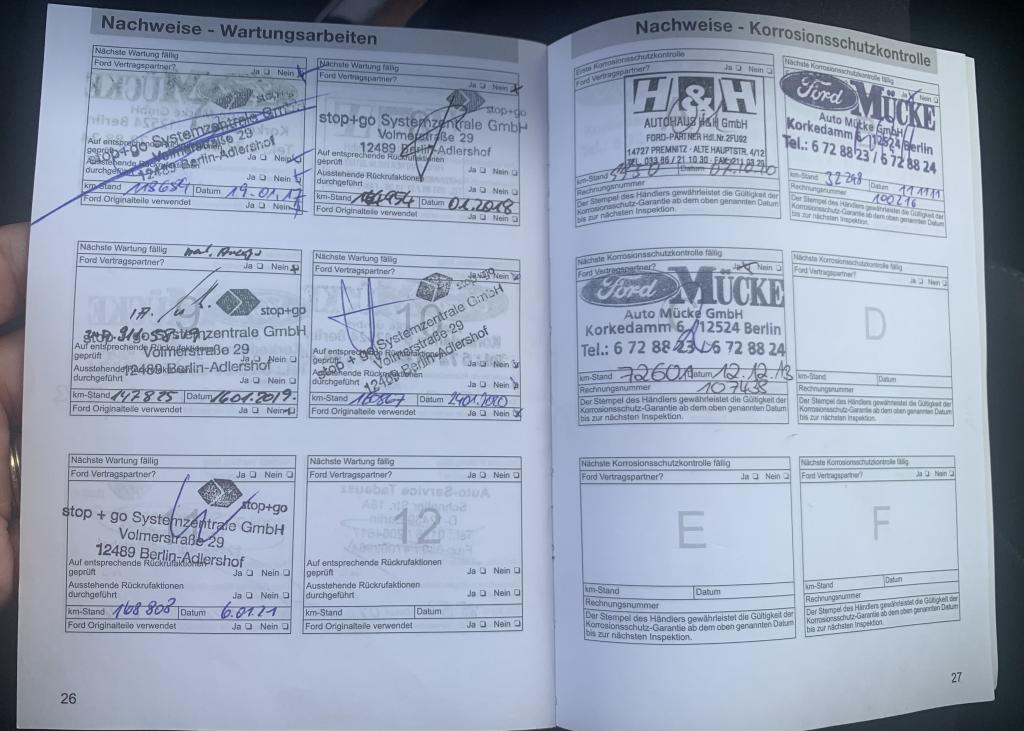 Nachweise - Wartungsarbeiten
Nächste Wartung fällig
Ford Vertragspartner? Ja Nein
stop+go
stop+go Systemzentrale GmbH
Volmerstraße 29
12489 Berlin-Adlershof
Auf entsprechende Rückrufaktionen
geprüft Ja Nein
Ausstehende Rückrufaktionen
durchgeführt Ja Nein
km-Stand 118654 Datum 19.01.17
Ford Originalteile verwendet Ja Nein
Nächste Wartung fällig
Ford Vertragspartner? Ja Nein
stop+go
stop+go Systemzentrale GmbH
Volmerstraße 29
12489 Berlin-Adlershof
Auf entsprechende Rückrufaktionen
geprüft Ja Nein
Ausstehende Rückrufaktionen
durchgeführt Ja Nein
km-Stand Datum 01.2018
Ford Originalteile verwendet Ja Nein
Nächste Wartung fällig
Ford Vertragspartner? Ja Nein
stop+go
stop+go Systemzentrale GmbH
Volmerstraße 29
12489 Berlin-Adlershof
Auf entsprechende Rückrufaktionen
geprüft Ja Nein
Ausstehende Rückrufaktionen
durchgeführt Ja Nein
km-Stand 147825 Datum 16.01.2019.
Ford Originalteile verwendet Ja Nein
Nächste Wartung fällig
Ford Vertragspartner? Ja Nein
10
stop+go
stop + go Systemzentrale GmbH
Volmerstraße 29
12489 Berlin-Adlershof
Auf entsprechende Rückrufaktionen
geprüft Ja Nein
Ausstehende Rückrufaktionen
durchgeführt Ja Nein
km-Stand Datum
Ford Originalteile verwendet Ja Nein
Nächste Wartung fällig
Ford Vertragspartner? Ja Nein
stop+go
stop + go Systemzentrale GmbH
Volmerstraße 29
12489 Berlin-Adlershof
Auf entsprechende Rückrufaktionen
geprüft Ja Nein
Ausstehende Rückrufaktionen
durchgeführt Ja Nein
km-Stand 168808 Datum 6.01.21
Ford Originalteile verwendet Ja Nein
Nächste Wartung fällig
Ford Vertragspartner? Ja Nein
12
Auf entsprechende Rückrufaktionen
geprüft Ja Nein
Ausstehende Rückrufaktionen
durchgeführt Ja Nein
km-Stand Datum
Ford Originalteile verwendet Ja Nein
26
Nachweise - Korrosionsschutzkontrolle
Erste Korrosionsschutzkontrolle
Ford Vertragspartner? Ja Nein
H&H
AUTOHAUS H&H GmbH
FORD-PARTNER Hdl.Nr.2FU92
14727 PREMNITZ · ALTE HAUPTSTR. 4/12
TEL. 033 86 / 21 10 30 · FAX: 211 03 29
km-Stand Datum
Rechnungsnummer
Der Stempel des Händlers gewährleistet die Gültigkeit der
Korrosionsschutz-Garantie ab dem oben genannten Datum
bis zur nächsten Inspektion.
Nächste Korrosionsschutzkontrolle fällig
Ford Vertragspartner? Ja Nein
Ford MÜCKE
Auto Mücke GmbH
Korkedamm 6, 12524 Berlin
Tel.: 6 72 88 23 / 6 72 88 24
km-Stand 32248 Datum 11.11.11
Rechnungsnummer 100216
Der Stempel des Händlers gewährleistet die Gültigkeit der
Korrosionsschutz-Garantie ab dem oben genannten Datum
bis zur nächsten Inspektion.
Nächste Korrosionsschutzkontrolle fällig
Ford Vertragspartner? Ja Nein
Ford MÜCKE
Auto Mücke GmbH
Korkedamm 6, 12524 Berlin
Tel.: 6 72 88 23 / 6 72 88 24
km-Stand 72601 Datum 12.12.13
Rechnungsnummer 107438
Der Stempel des Händlers gewährleistet die Gültigkeit der
Korrosionsschutz-Garantie ab dem oben genannten Datum
bis zur nächsten Inspektion.
Nächste Korrosionsschutzkontrolle fällig
Ford Vertragspartner? Ja Nein
D
km-Stand Datum
Rechnungsnummer
Der Stempel des Händlers gewährleistet die Gültigkeit der
Korrosionsschutz-Garantie ab dem oben genannten Datum
bis zur nächsten Inspektion.
Nächste Korrosionsschutzkontrolle fällig
Ford Vertragspartner? Ja Nein
E
km-Stand Datum
Rechnungsnummer
Der Stempel des Händlers gewährleistet die Gültigkeit der
Korrosionsschutz-Garantie ab dem oben genannten Datum
bis zur nächsten Inspektion.
Nächste Korrosionsschutzkontrolle fällig
Ford Vertragspartner? Ja Nein
F
km-Stand Datum
Rechnungsnummer
Der Stempel des Händlers gewährleistet die Gültigkeit der
Korrosionsschutz-Garantie ab dem oben genannten Datum
bis zur nächsten Inspektion.
27